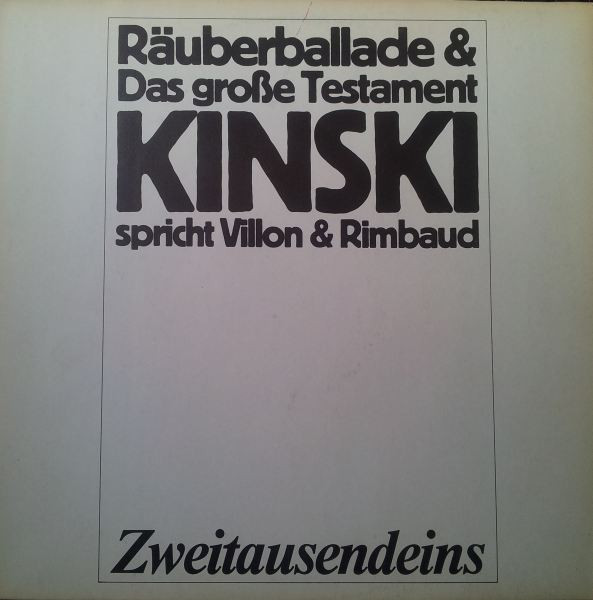 Räuberballade &
Das große Testament
KINSKI
spricht Villon & Rimbaud
Zweitausendeins